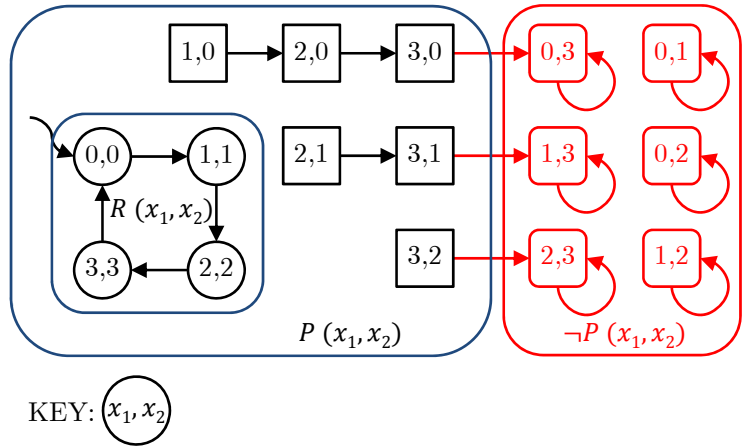 1,0 2,0 3,0 0,3 0,1
0,0 1,1 2,1 3,1 1,3 0,2
R (x₁, x₂)
3,3 2,2 3,2 2,3 1,2
P (x₁, x₂) ¬P (x₁, x₂)
KEY: x₁, x₂